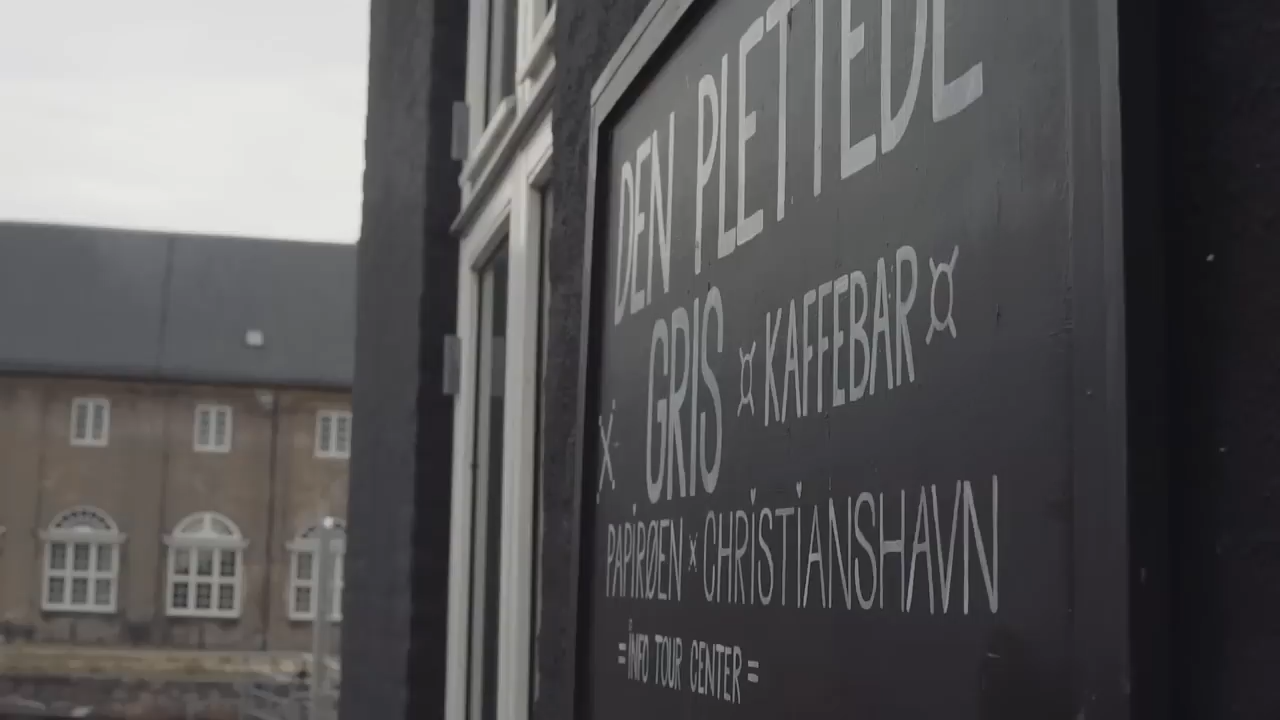 DEN PLETTEDE
GRIS ¤ KAFFEBAR ¤
PAPIRØEN × CHRISTIANSHAVN
= INFO TOUR CENTER =